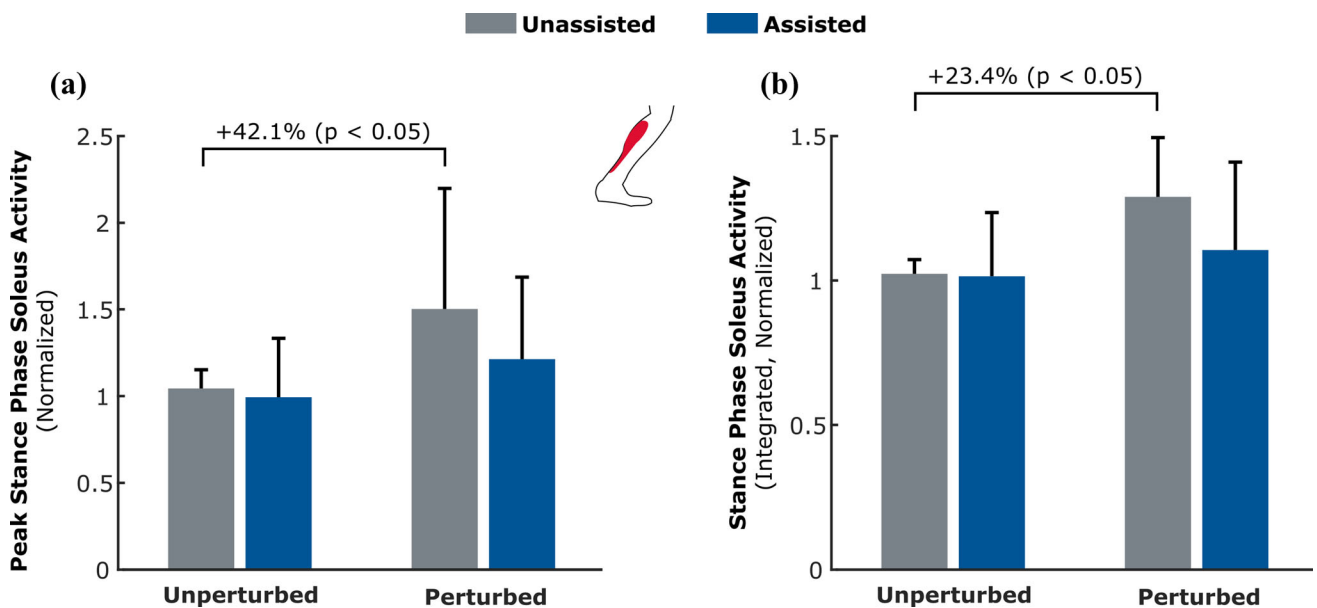 Unassisted
Assisted
(a)
+42.1% (p < 0.05)
Peak Stance Phase Soleus Activity
(Normalized)
2.5
2
1.5
1
0.5
0
Unperturbed
Perturbed
(b)
+23.4% (p < 0.05)
Stance Phase Soleus Activity
(Integrated, Normalized)
1.5
1
0.5
0
Unperturbed
Perturbed